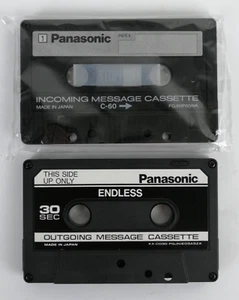 1 Panasonic
INCOMING MESSAGE CASSETTE
MADE IN JAPAN C-60
THIS SIDE
UP ONLY
Panasonic
ENDLESS
30
SEC
OUTGOING MESSAGE CASSETTE
MADE IN JAPAN